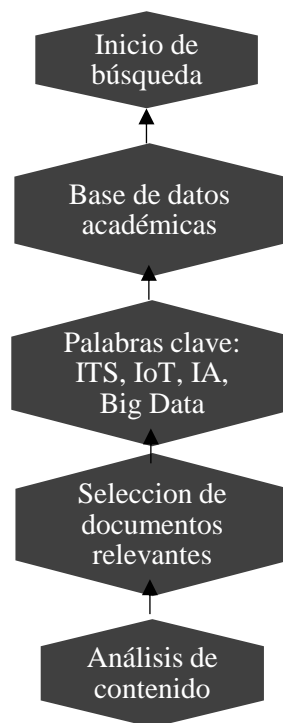 Inicio de
búsqueda
Base de datos
académicas
Palabras clave:
ITS, IoT, IA,
Big Data
Seleccion de
documentos
relevantes
Análisis de
contenido